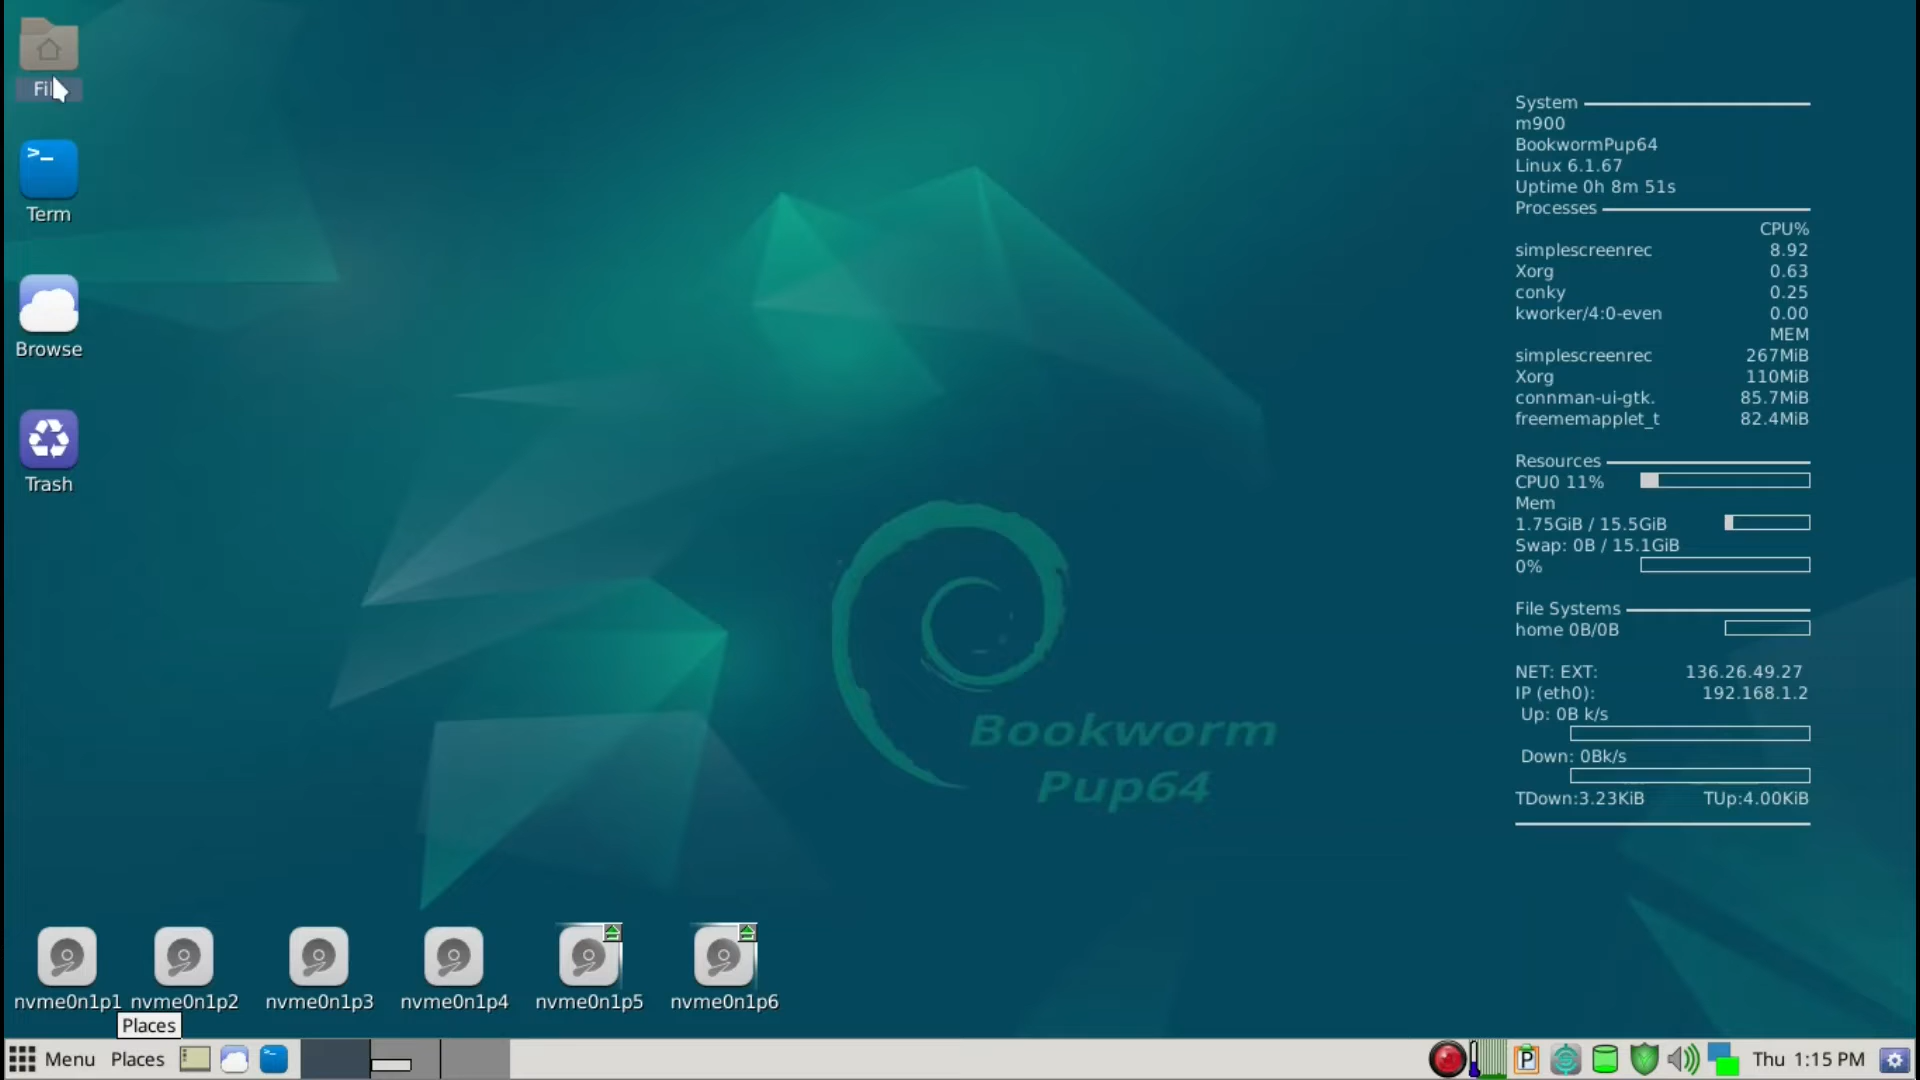 Fil
>_
Term
Browse
Trash
System
m900
BookwormPup64
Linux 6.1.67
Uptime 0h 8m 51s
Processes
CPU%
simplescreenrec 8.92
Xorg 0.63
conky 0.25
kworker/4:0-even 0.00
MEM
simplescreenrec 267MiB
Xorg 110MiB
connman-ui-gtk. 85.7MiB
freememapplet_t 82.4MiB
Resources
CPU0 11%
Mem
1.75GiB / 15.5GiB
Swap: 0B / 15.1GiB
0%
File Systems
home 0B/0B
NET: EXT: 136.26.49.27
IP (eth0): 192.168.1.2
Up: 0B k/s
Down: 0Bk/s
TDown:3.23KiB TUp:4.00KiB
Bookworm
Pup64
nvme0n1p1 nvme0n1p2 nvme0n1p3 nvme0n1p4 nvme0n1p5 nvme0n1p6
Places
Menu Places >_ P Thu 1:15 PM